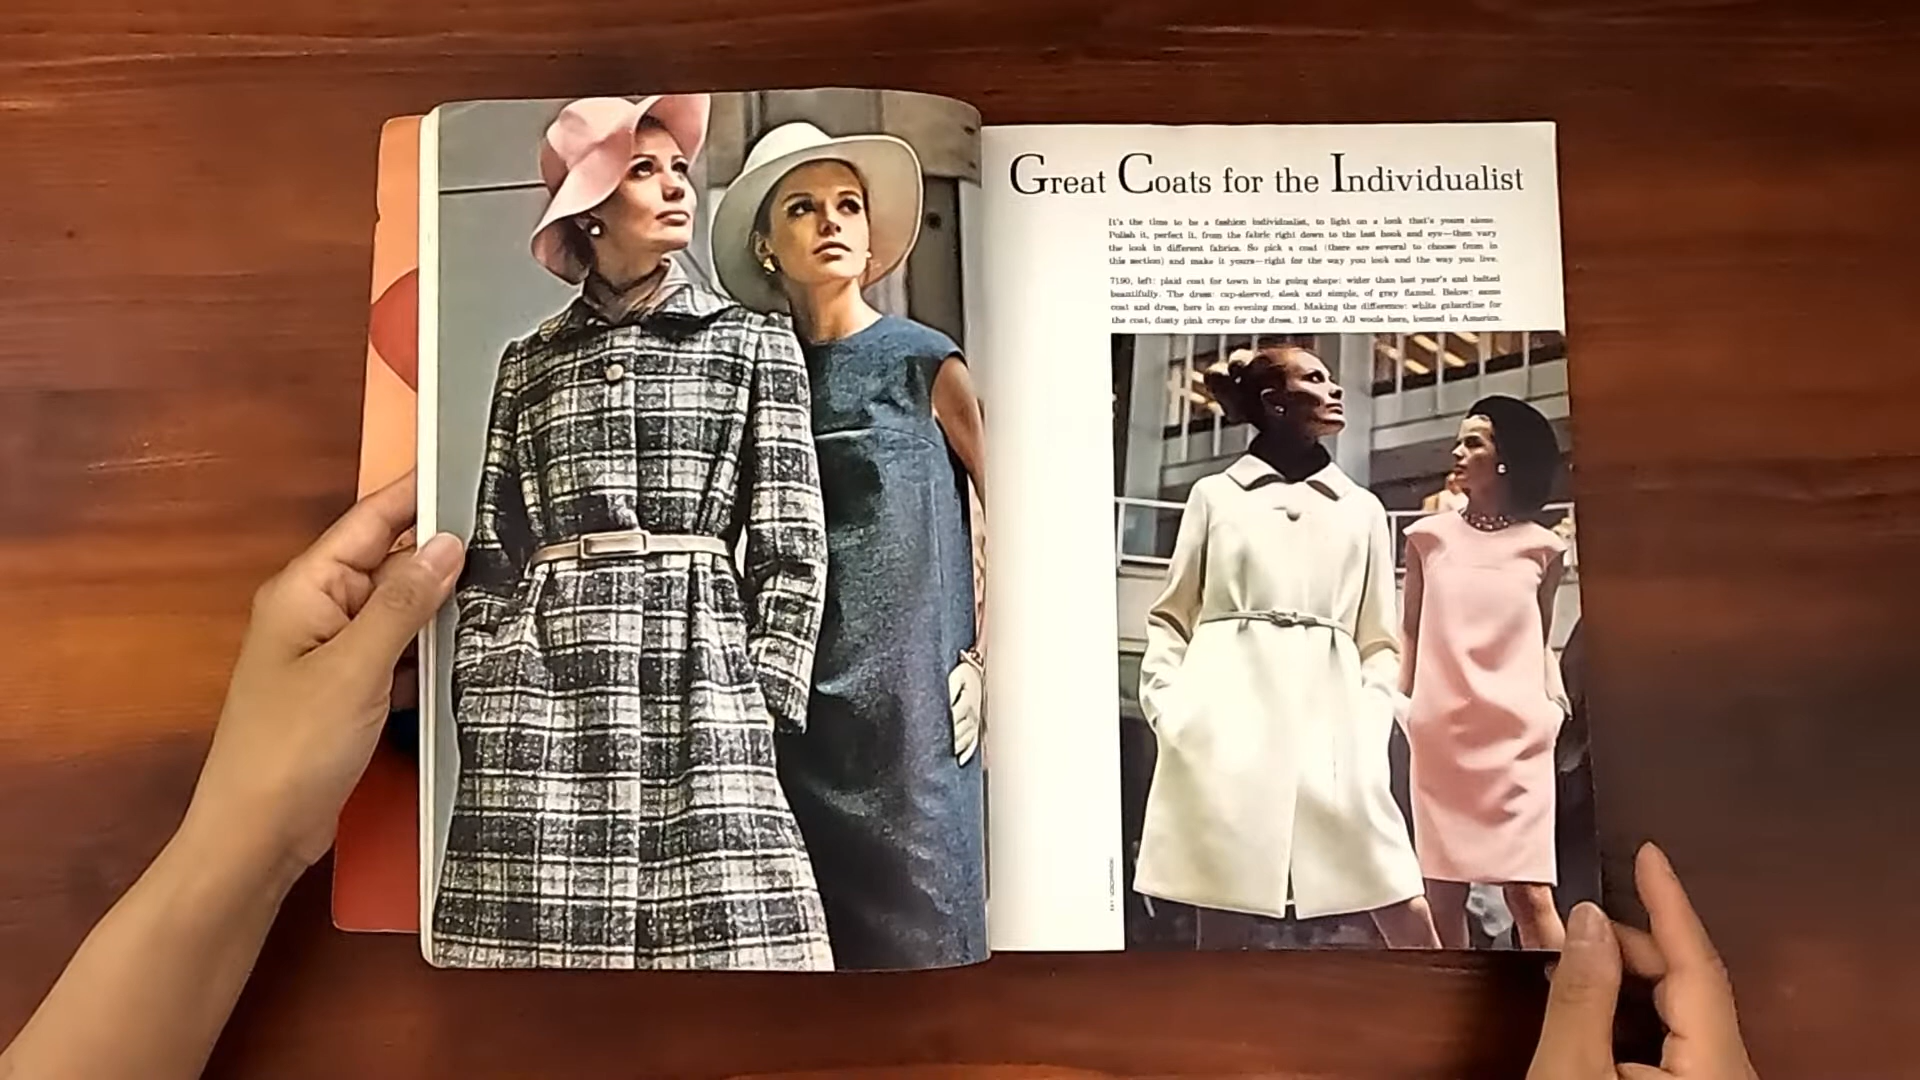 Great Coats for the Individualist
It's the time to be a fashion individualist, to light on a look that's yours alone.
Polish it, perfect it, from the fabric right down to the last hook and eye—then vary
the look in different fabrics. So pick a coat (there are several to choose from in
this section) and make it yours—right for the way you look and the way you live.
7190, left: plaid coat for town in the going shape: wider than last year's and belted
beautifully. The dress: cap-sleeved, sleek and simple, of gray flannel. Below: same
coat and dress, here in an evening mood. Making the difference: white gabardine for
the coat, dusty pink crepe for the dress. 12 to 20. All wools here, loomed in America.